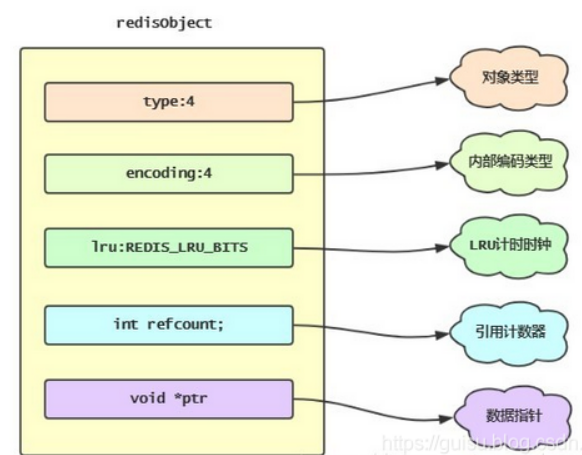 redisObject
type:4
对象类型
encoding:4
内部编码类型
lru:REDIS_LRU_BITS
LRU计时时钟
int refcount;
引用计数器
void *ptr
数据指针
https://gulsu.blog.csdn.